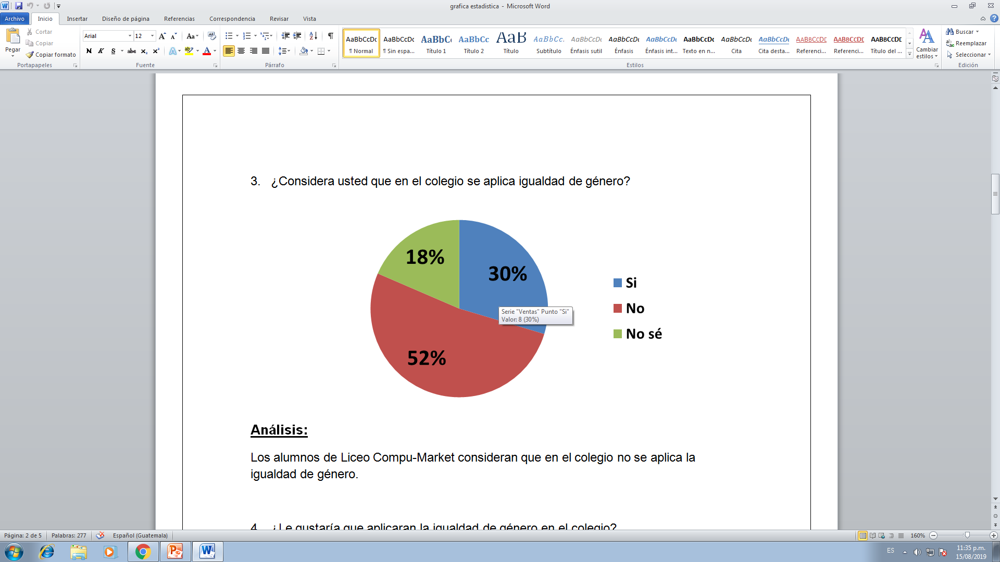 grafica estadistica - Microsoft Word
Archivo Inicio Insertar Diseño de página Referencias Correspondencia Revisar Vista
Pegar
Cortar
Copiar
Copiar formato
Portapapeles
Arial 12
N K S abc x₂ x²
Fuente
Párrafo
AaBbCcDc AaBbCcDc AaBbC AaBbCc AaB AaBbCc. AaBbCcDc AaBbCcDc AaBbCcDc AaBbCcDc AaBbCcDc AaBbCcDc AABBCCDE AABBCCDE AABBCCDE
¶ Normal ¶ Sin espa... Título 1 Título 2 Título Subtítulo Énfasis sutil Énfasis Énfasis int... Texto en n... Cita Cita desta... Referenci... Referenci... Título del ...
Estilos
Cambiar estilos
Buscar
Reemplazar
Seleccionar
Edición
3. ¿Considera usted que en el colegio se aplica igualdad de género?
18%
30%
52%
Serie "Ventas" Punto "Si"
Valor: 8 (30%)
Si
No
No sé
Análisis:
Los alumnos de Liceo Compu-Market consideran que en el colegio no se aplica la
igualdad de género.
4. ¿Le gustaría que aplicaran la igualdad de género en el colegio?
Página: 2 de 5 Palabras: 277 Español (Guatemala) 160%
ES 11:35 p.m.
15/08/2019